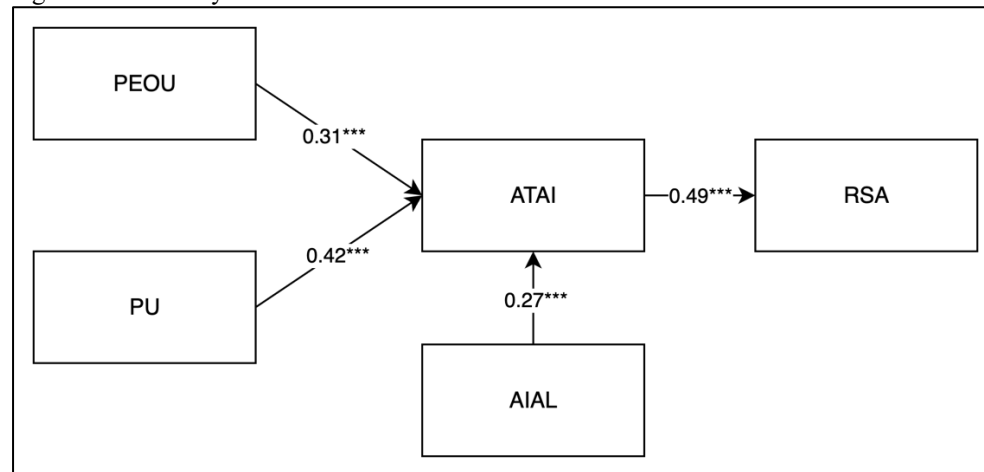 PEOU
0.31***
ATAI
0.49***
RSA
PU
0.42***
0.27***
AIAL